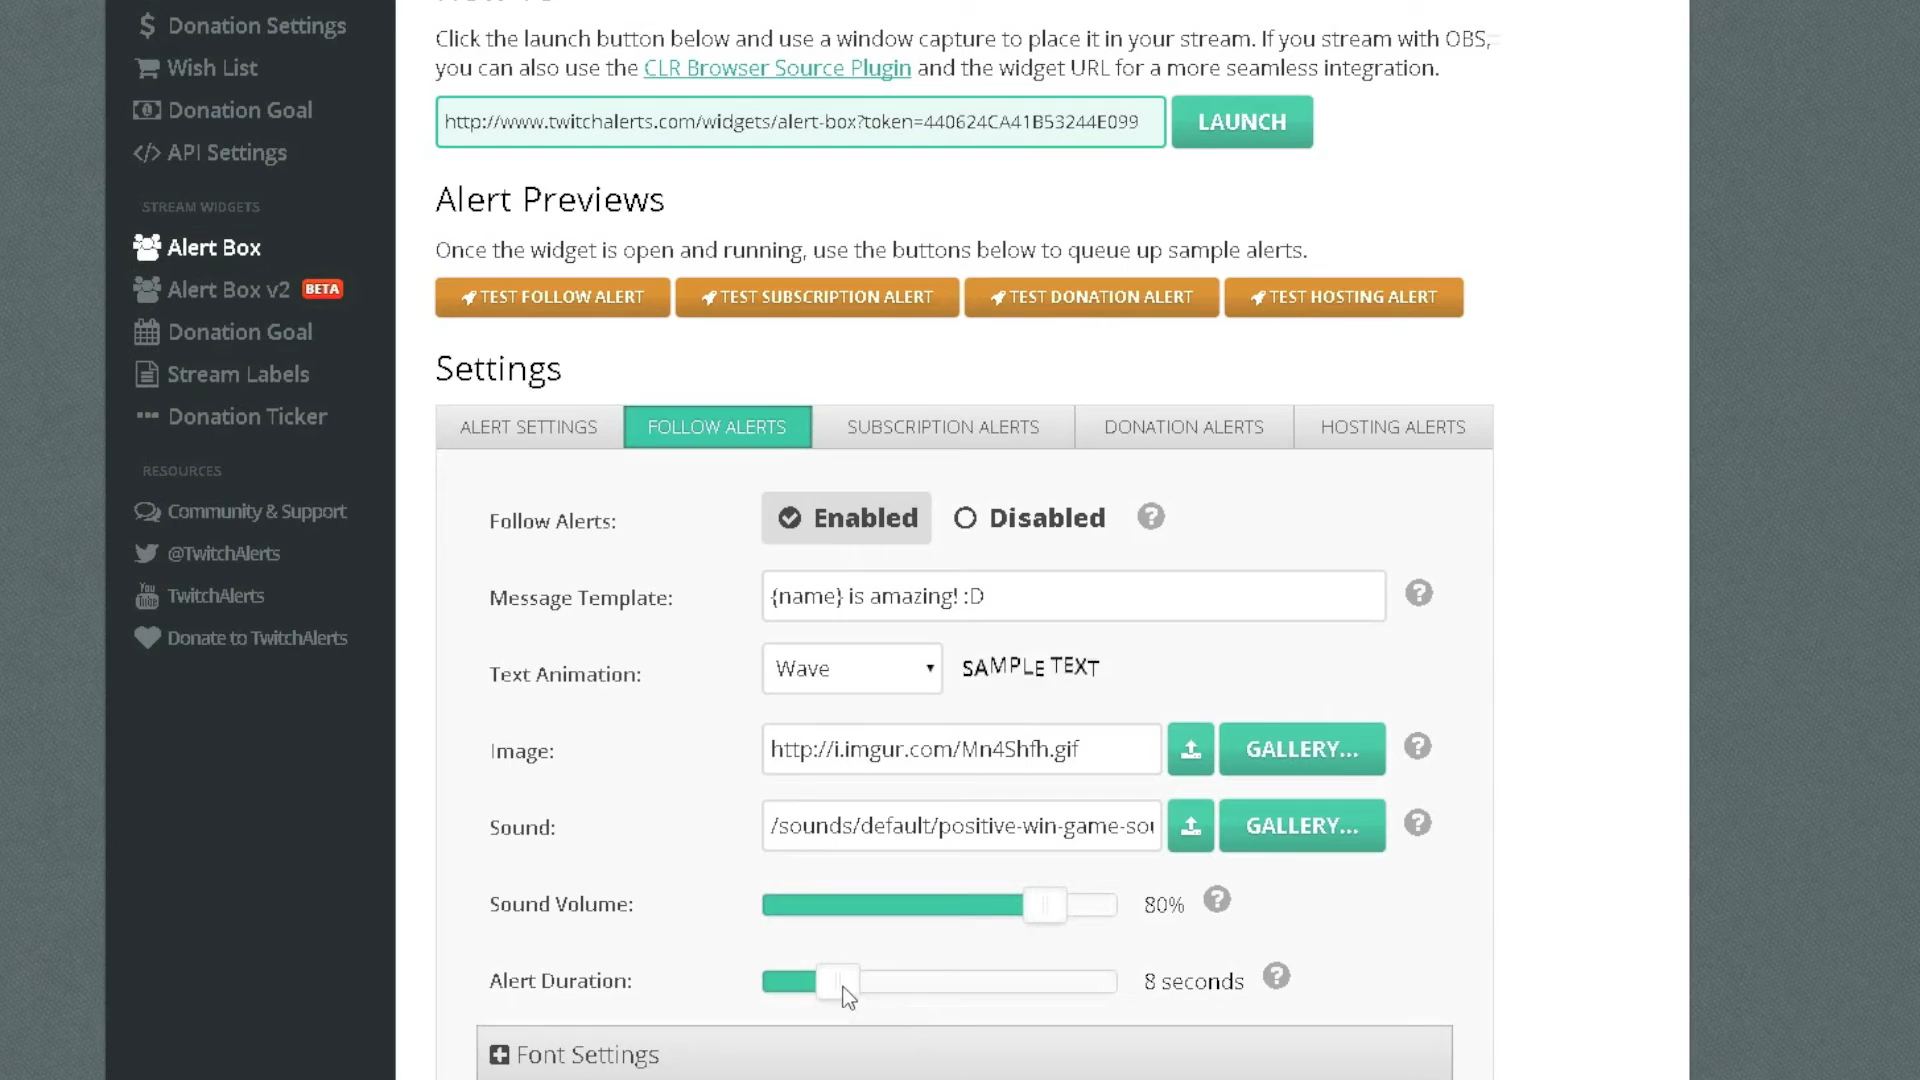 Donation Settings
Wish List
Donation Goal
API Settings
STREAM WIDGETS
Alert Box
Alert Box v2 BETA
Donation Goal
Stream Labels
Donation Ticker
RESOURCES
Community & Support
@TwitchAlerts
You Tube TwitchAlerts
Donate to TwitchAlerts
Click the launch button below and use a window capture to place it in your stream. If you stream with OBS,
you can also use the CLR Browser Source Plugin and the widget URL for a more seamless integration.
http://www.twitchalerts.com/widgets/alert-box?token=440624CA41B53244E099 LAUNCH
Alert Previews
Once the widget is open and running, use the buttons below to queue up sample alerts.
TEST FOLLOW ALERT TEST SUBSCRIPTION ALERT TEST DONATION ALERT TEST HOSTING ALERT
Settings
ALERT SETTINGS FOLLOW ALERTS SUBSCRIPTION ALERTS DONATION ALERTS HOSTING ALERTS
Follow Alerts: Enabled Disabled ?
Message Template: {name} is amazing! :D ?
Text Animation: Wave SAMPLE TEXT
Image: http://i.imgur.com/Mn4Shfh.gif GALLERY... ?
Sound: /sounds/default/positive-win-game-sou GALLERY... ?
Sound Volume: 80% ?
Alert Duration: 8 seconds ?
Font Settings